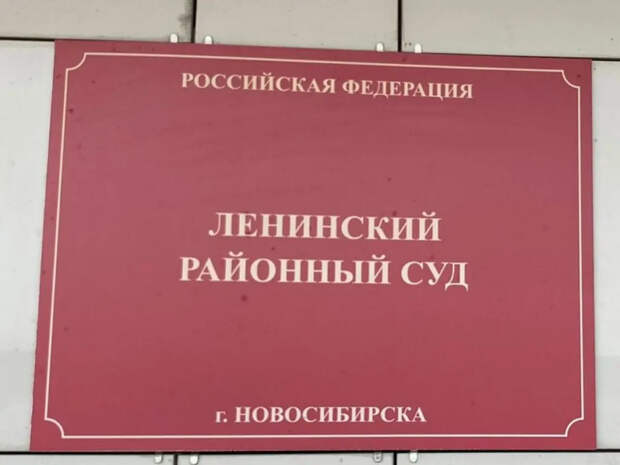 РОССИЙСКАЯ ФЕДЕРАЦИЯ
ЛЕНИНСКИЙ
РАЙОННЫЙ СУД
г. НОВОСИБИРСКА